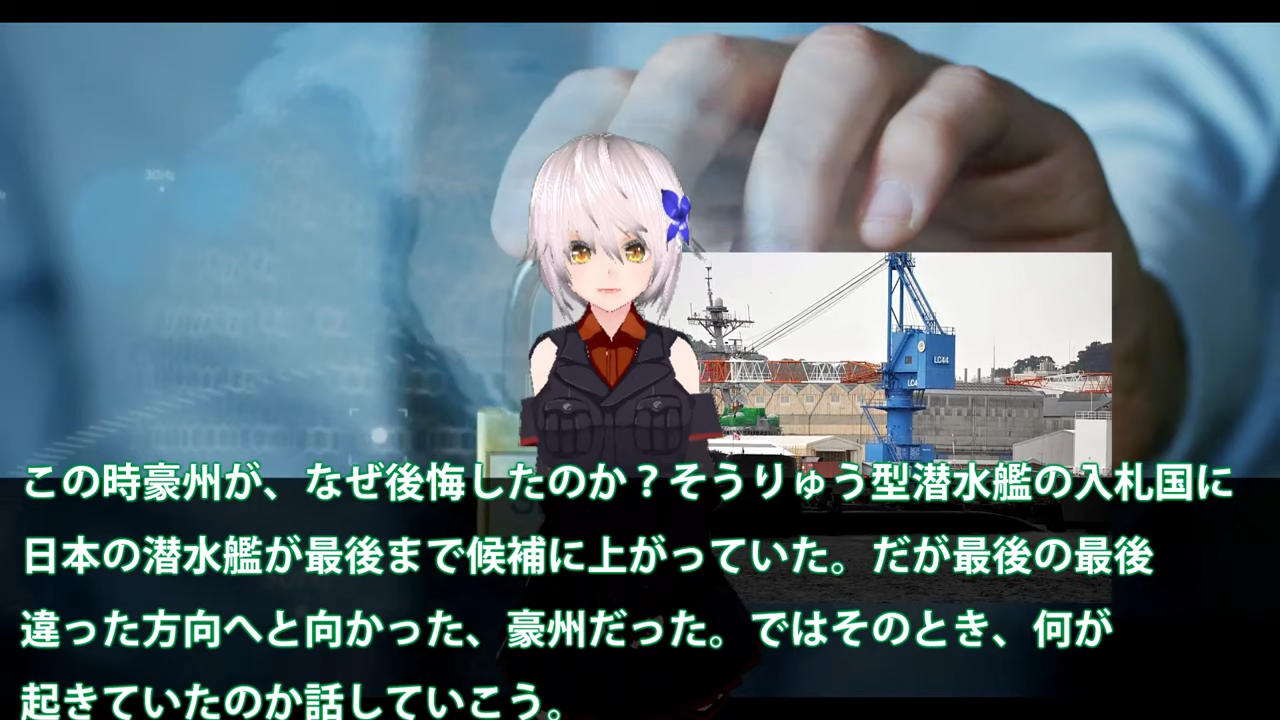 3GHz
LC44
LC4
この時豪州が、なぜ後悔したのか？そうりゅう型潜水艦の入札国に
日本の潜水艦が最後まで候補に上がっていた。だが最後の最後
違った方向へと向かった、豪州だった。ではそのとき、何が
起きていたのか話していこう。